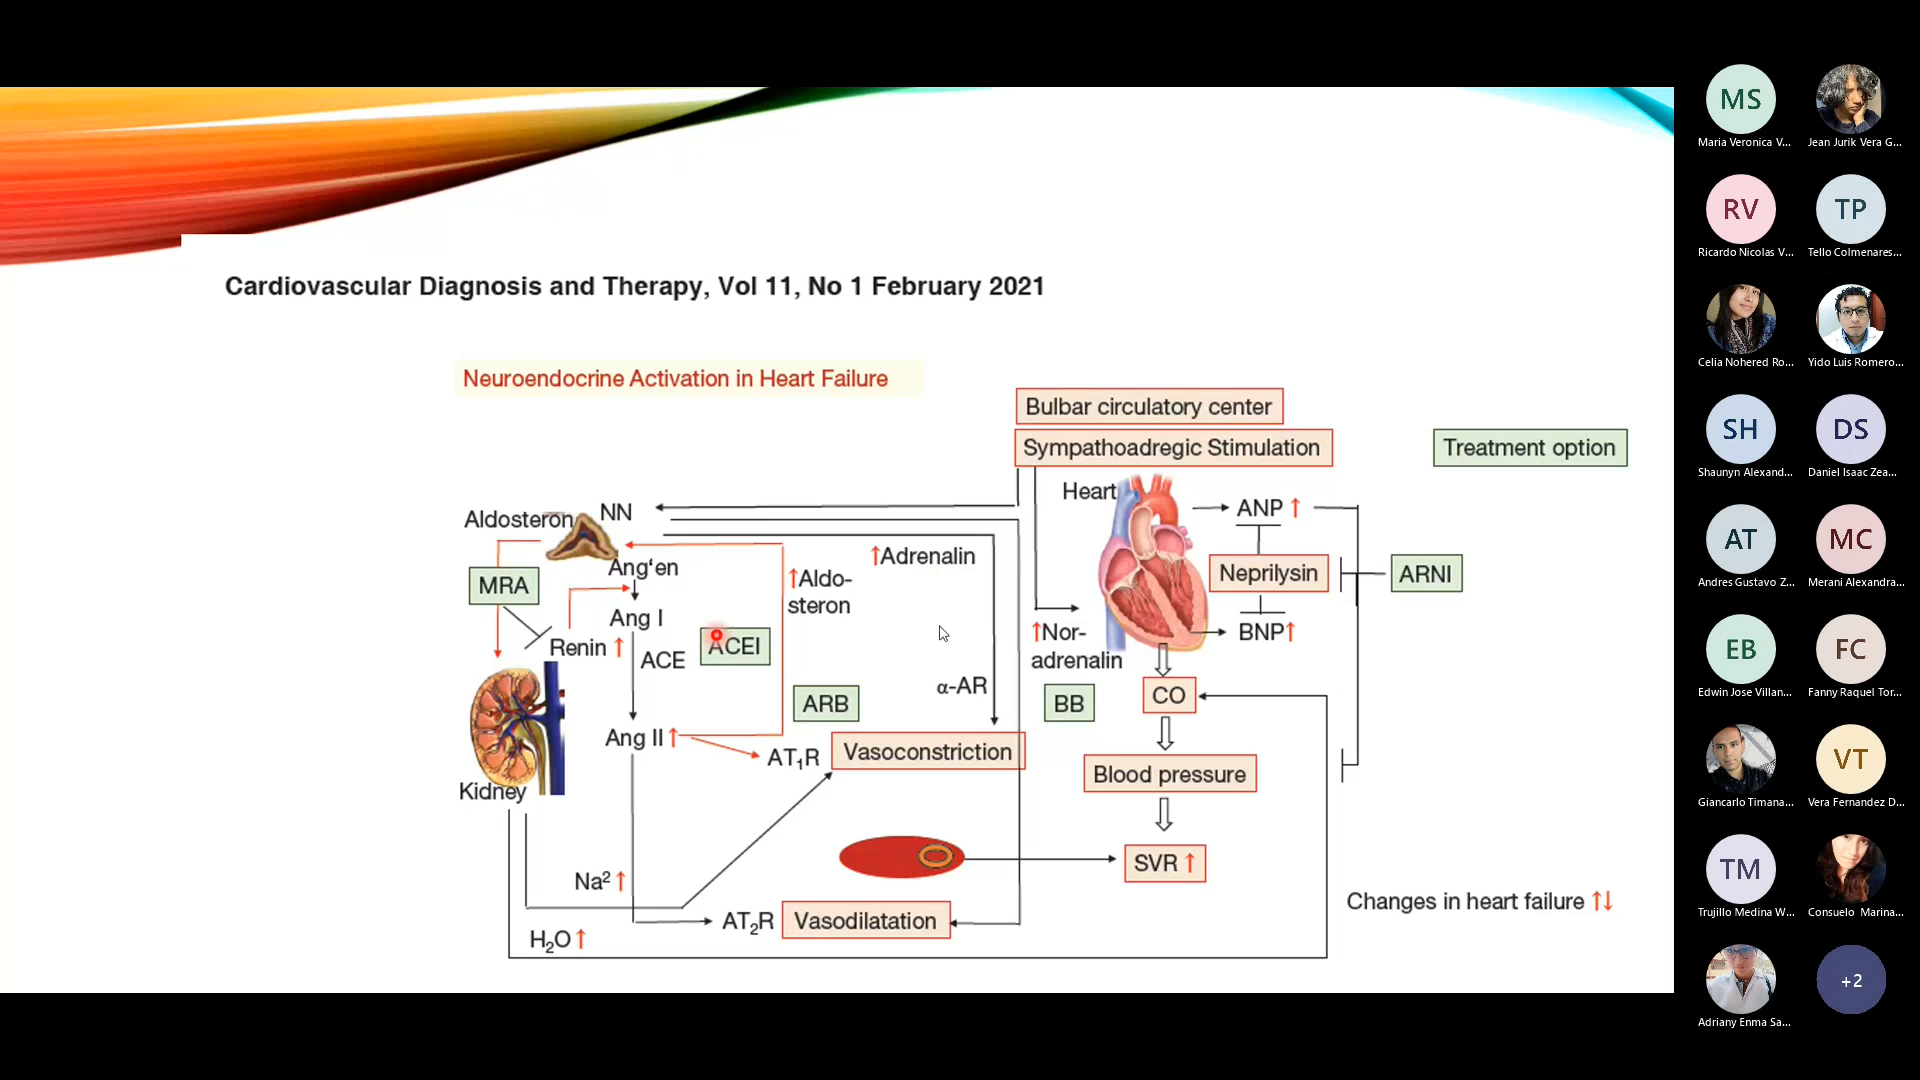 Cardiovascular Diagnosis and Therapy, Vol 11, No 1 February 2021
Neuroendocrine Activation in Heart Failure
Bulbar circulatory center
Sympathoadregic Stimulation
Treatment option
Heart
ANP ↑
NN
Aldosteron
↑Adrenalin
Ang‘en
Neprilysin
ARNI
MRA
↑Aldo-
steron
Ang I
↑Nor-
adrenalin
BNP↑
Renin ↑
ACE
ACEI
α-AR
ARB
BB
CO
Ang II↑
AT₁R
Vasoconstriction
Blood pressure
Kidney
SVR ↑
Na² ↑
AT₂R
Vasodilatation
Changes in heart failure ↑↓
H₂O ↑
MS
Maria Veronica V...
Jean Jurik Vera G...
RV
TP
Ricardo Nicolas V...
Tello Colmenares...
Celia Nohered Ro...
Yido Luis Romero...
SH
DS
Shaunyn Alexand...
Daniel Isaac Zea...
AT
MC
Andres Gustavo Z...
Merani Alexandra...
EB
FC
Edwin Jose Villan...
Fanny Raquel Tor...
VT
Giancarlo Timana...
Vera Fernandez D...
TM
Trujillo Medina W...
Consuelo Marina...
+2
Adriany Enma Sa...